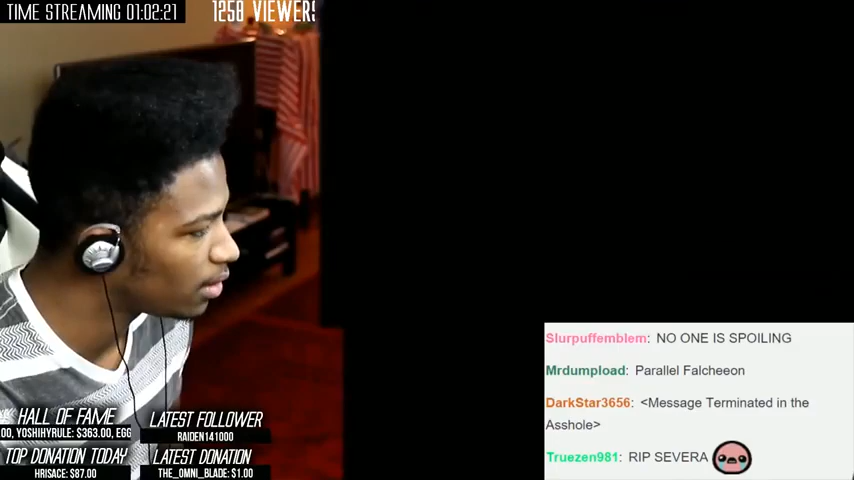 TIME STREAMING 01:02:21
1258 VIEWERS
Slurpuffemblem: NO ONE IS SPOILING
Mrdumpload: Parallel Falcheeon
DarkStar3656: <Message Terminated in the
Asshole>
Truezen981: RIP SEVERA
HALL OF FAME
00, YOSHIHYRULE: $363.00, EGG
LATEST FOLLOWER
RAIDEN141000
TOP DONATION TODAY
HRISACE: $87.00
LATEST DONATION
THE_OMNI_BLADE: $1.00